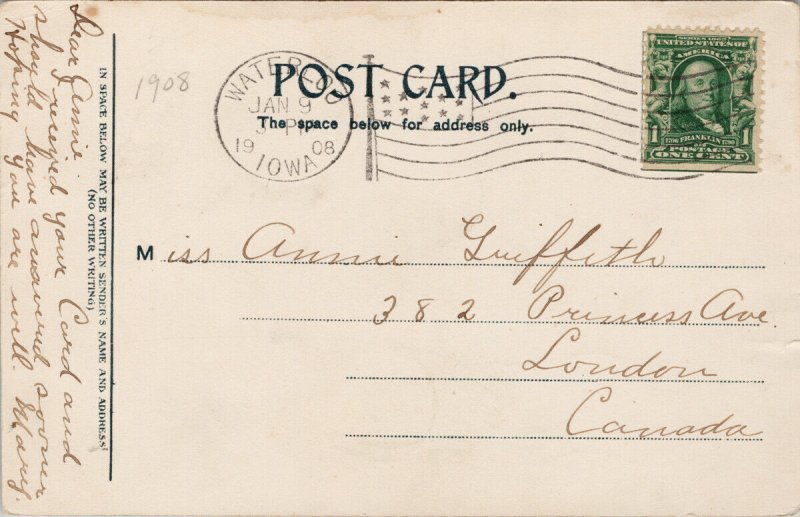 1908
WATERLOO
JAN 9
19 08
IOWA
POST CARD.
The space below for address only.
SERIES 1902
UNITED STATES OF
AMERICA
1 1
FRANKLIN
POSTAGE
ONE CENT
Miss Annie Griffith
382 Princess Ave.
London
Canada
IN SPACE BELOW MAY BE WRITTEN SENDER'S NAME AND ADDRESS
(NO OTHER WRITING)
Dear Annie.
I received your Card and
should have answered sooner
Hoping you are well. Mary.